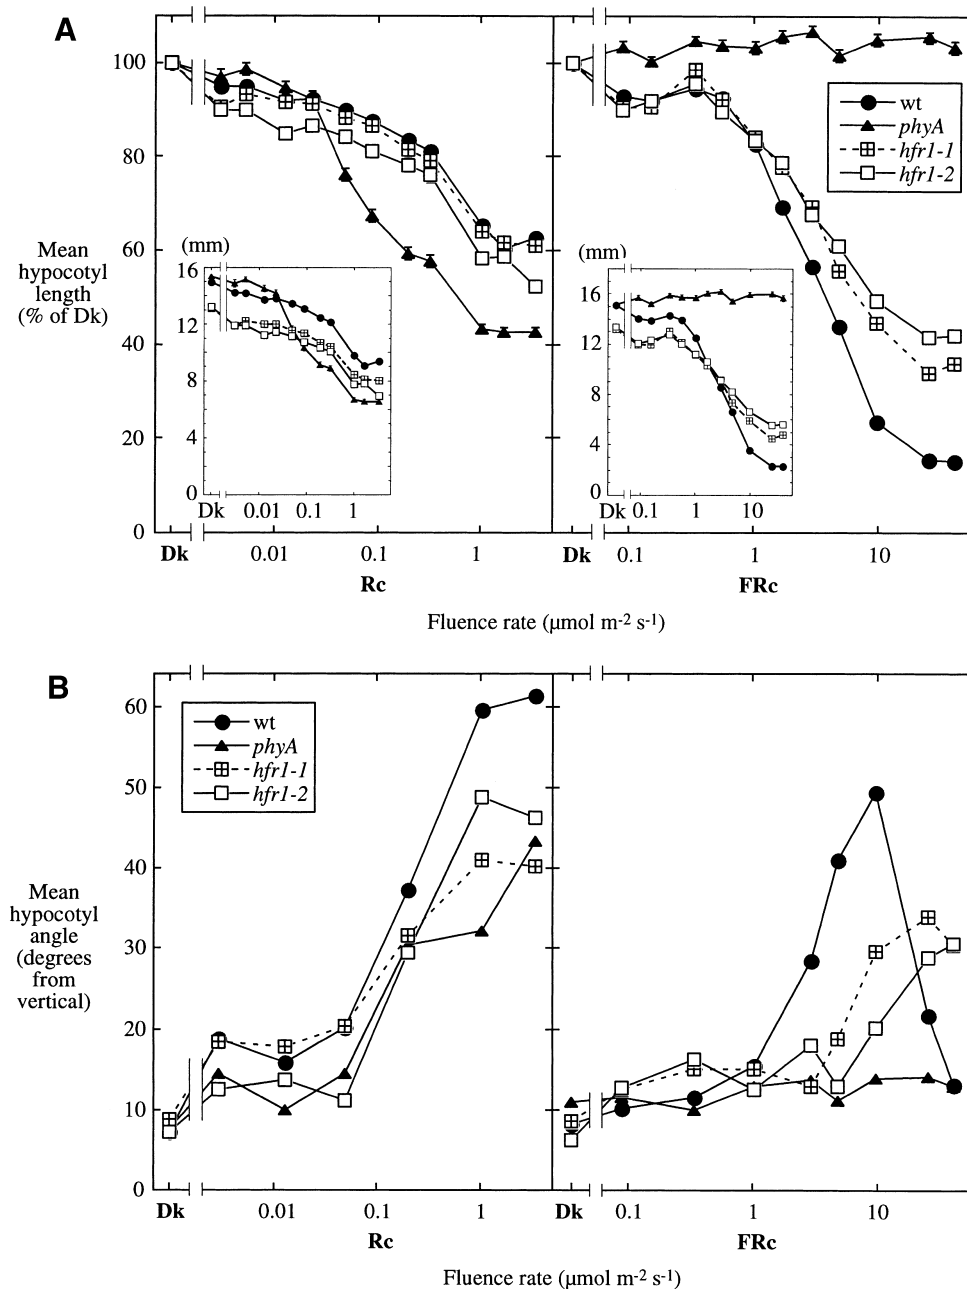 A
100
80
60
40
20
0
Mean
hypocotyl
length
(% of Dk)
wt
phyA
hfr1-1
hfr1-2
(mm)
16
12
8
4
0
Dk 0.01 0.1 1
(mm)
16
12
8
4
0
Dk 0.1 1 10
Dk 0.01 0.1 1
Rc
Dk 0.1 1 10
FRc
Fluence rate (µmol m-2 s-1)
B
60
50
40
30
20
10
0
wt
phyA
hfr1-1
hfr1-2
Mean
hypocotyl
angle
(degrees
from
vertical)
Dk 0.01 0.1 1
Rc
Dk 0.1 1 10
FRc
Fluence rate (µmol m-2 s-1)